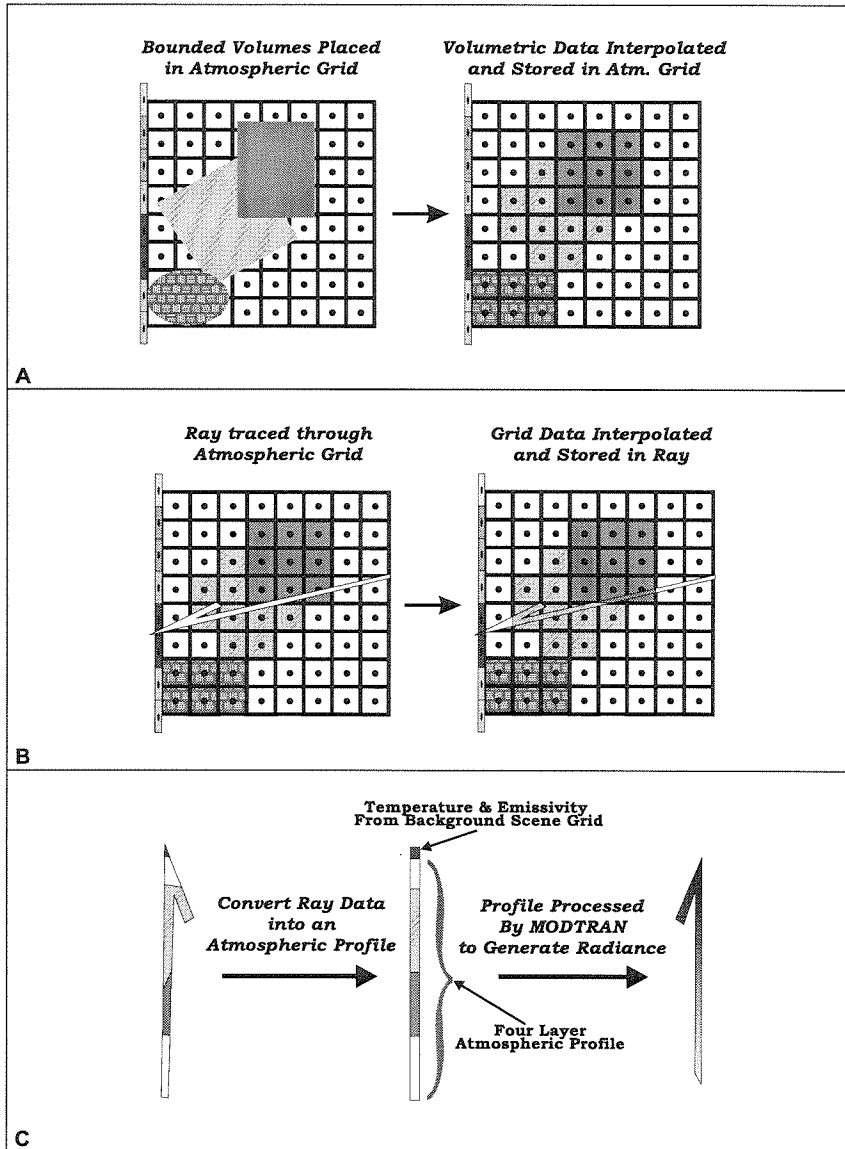 Bounded Volumes Placed
in Atmospheric Grid
Volumetric Data Interpolated
and Stored in Atm. Grid
A
Ray traced through
Atmospheric Grid
Grid Data Interpolated
and Stored in Ray
B
Temperature & Emissivity
From Background Scene Grid
Convert Ray Data
into an
Atmospheric Profile
Profile Processed
By MODTRAN
to Generate Radiance
Four Layer
Atmospheric Profile
C